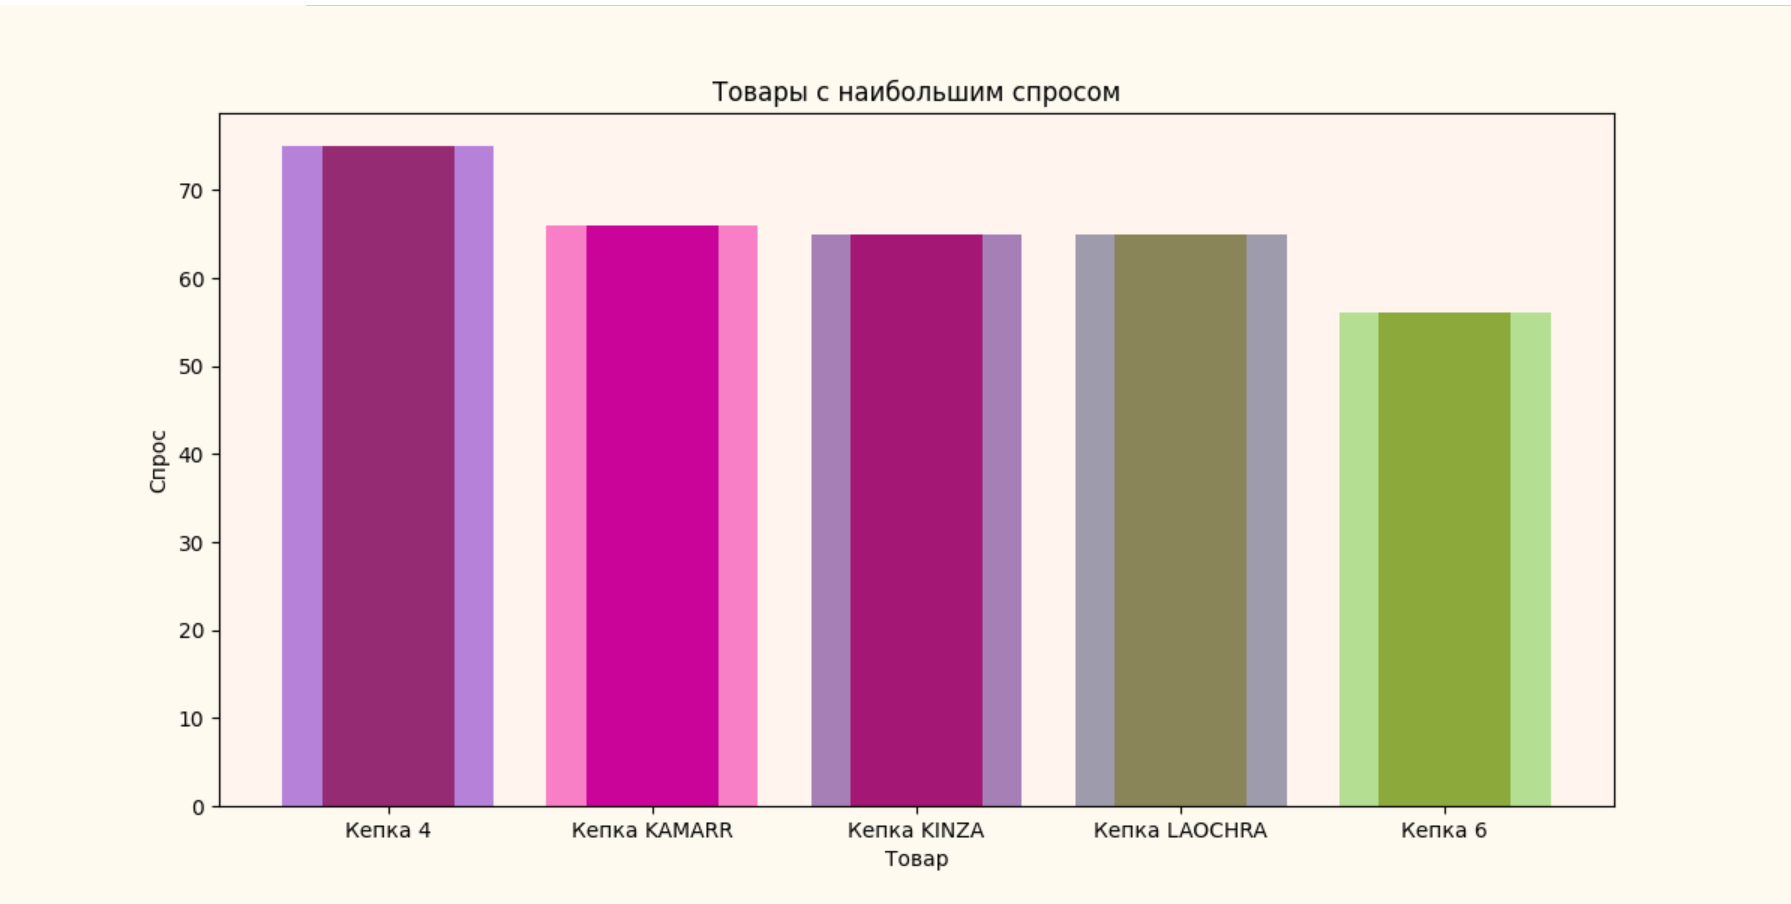 Товары с наибольшим спросом
70
60
50
40
30
20
10
0
Спрос
Кепка 4
Кепка KAMARR
Кепка KINZA
Кепка LAOCHRA
Кепка 6
Товар